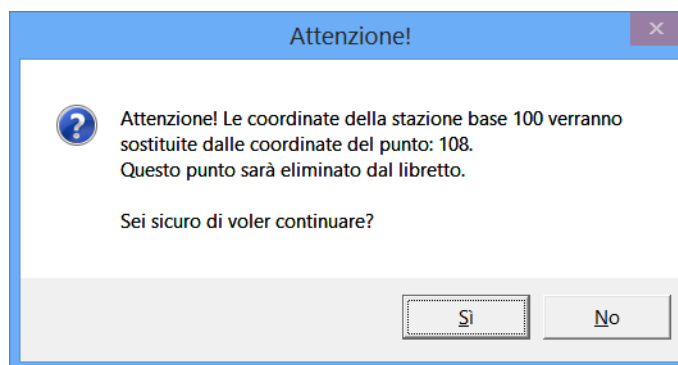 Attenzione!
Attenzione! Le coordinate della stazione base 100 verranno
sostituite dalle coordinate del punto: 108.
Questo punto sarà eliminato dal libretto.
Sei sicuro di voler continuare?
Sì
No